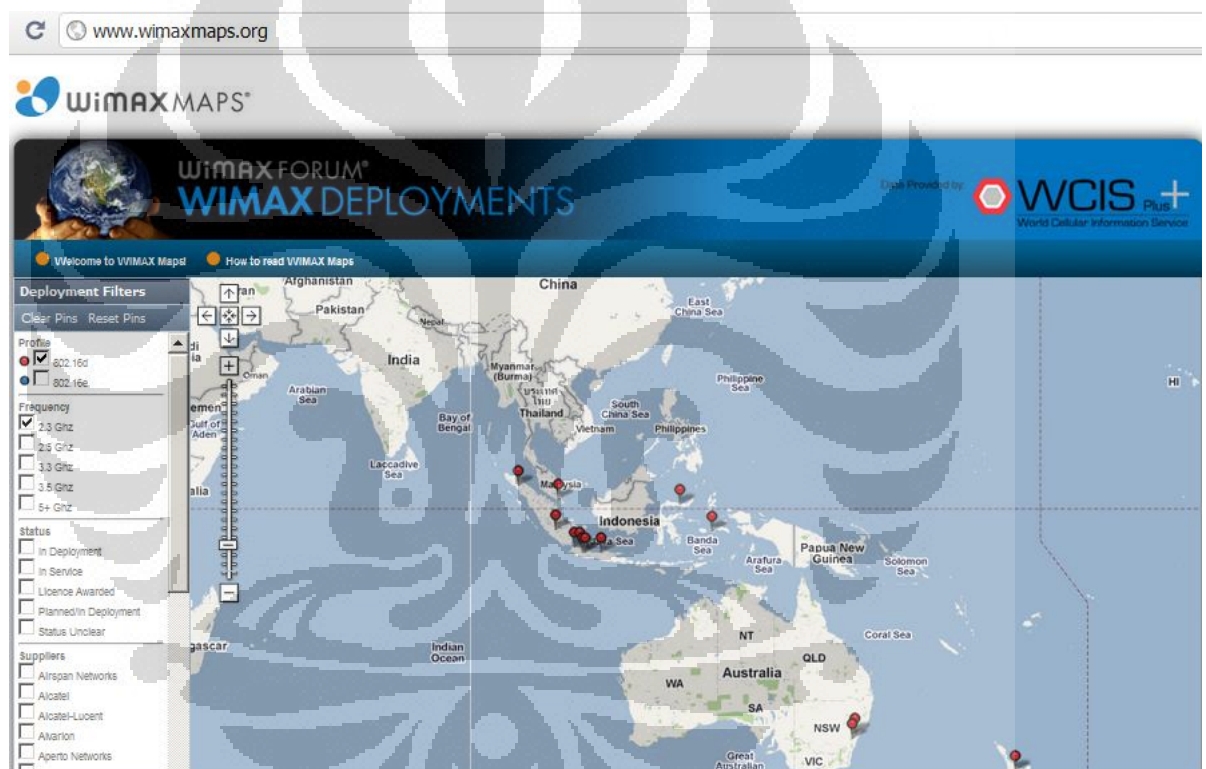 www.wimaxmaps.org
WiMAX MAPS®
WiMAX FORUM®
WIMAX DEPLOYMENTS
Data Provided by
WCIS Plus+
World Cellular Information Service
Welcome to WIMAX Maps!
How to read WIMAX Maps
Deployment Filters
Clear Pins Reset Pins
Profile
802.16d
802.16e
Frequency
2.3 Ghz
2.5 Ghz
3.3 Ghz
3.5 Ghz
5+ Ghz
Status
In Deployment
In Service
Licence Awarded
Planned/In Deployment
Status Unclear
Suppliers
Airspan Networks
Alcatel
Alcatel-Lucent
Alvarion
Aperto Networks
Afghanistan
China
Pakistan
Nepal
East
China Sea
India
Myanmar
(Burma)
Oman
Arabian
Sea
Philippine
Sea
HI
Gulf of
Aden
Bay of
Bengal
Thailand
South
China Sea
Vietnam
Philippines
Laccadive
Sea
Malaysia
Indonesia
Banda
Sea
Arafura
Sea
Papua New
Guinea
Solomon
Sea
Indian
Ocean
Coral Sea
NT
QLD
Australia
WA
SA
NSW
Great
Australian
VIC